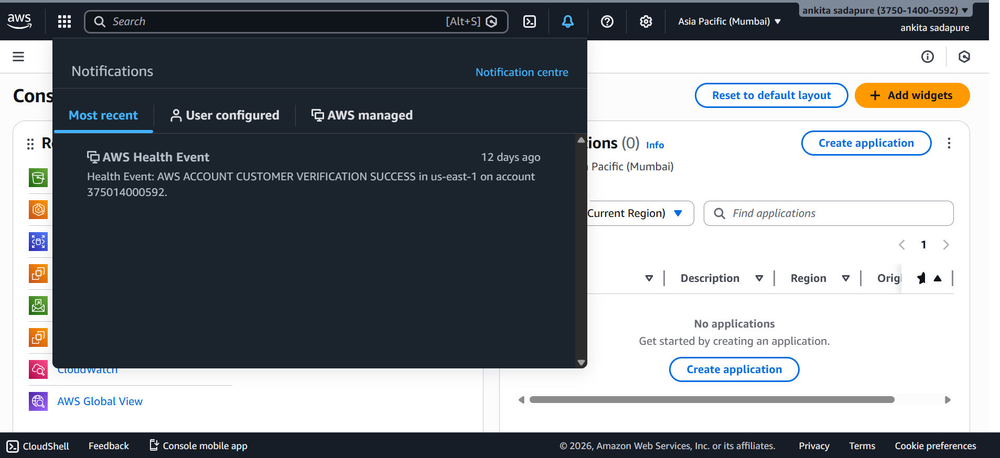 aws
Search [Alt+S]
Asia Pacific (Mumbai)
ankita sadapure (3750-1400-0592)
ankita sadapure
Notifications
Notification centre
Cons
Reset to default layout
+ Add widgets
Most recent
User configured
AWS managed
Re
tions (0) Info
Create application
AWS Health Event
12 days ago
Pacific (Mumbai)
Health Event: AWS ACCOUNT CUSTOMER VERIFICATION SUCCESS in us-east-1 on account
375014000592.
Current Region)
Find applications
1
Description
Region
Origi
No applications
Get started by creating an application.
Create application
CloudWatch
AWS Global View
CloudShell
Feedback
Console mobile app
© 2026, Amazon Web Services, Inc. or its affiliates.
Privacy
Terms
Cookie preferences